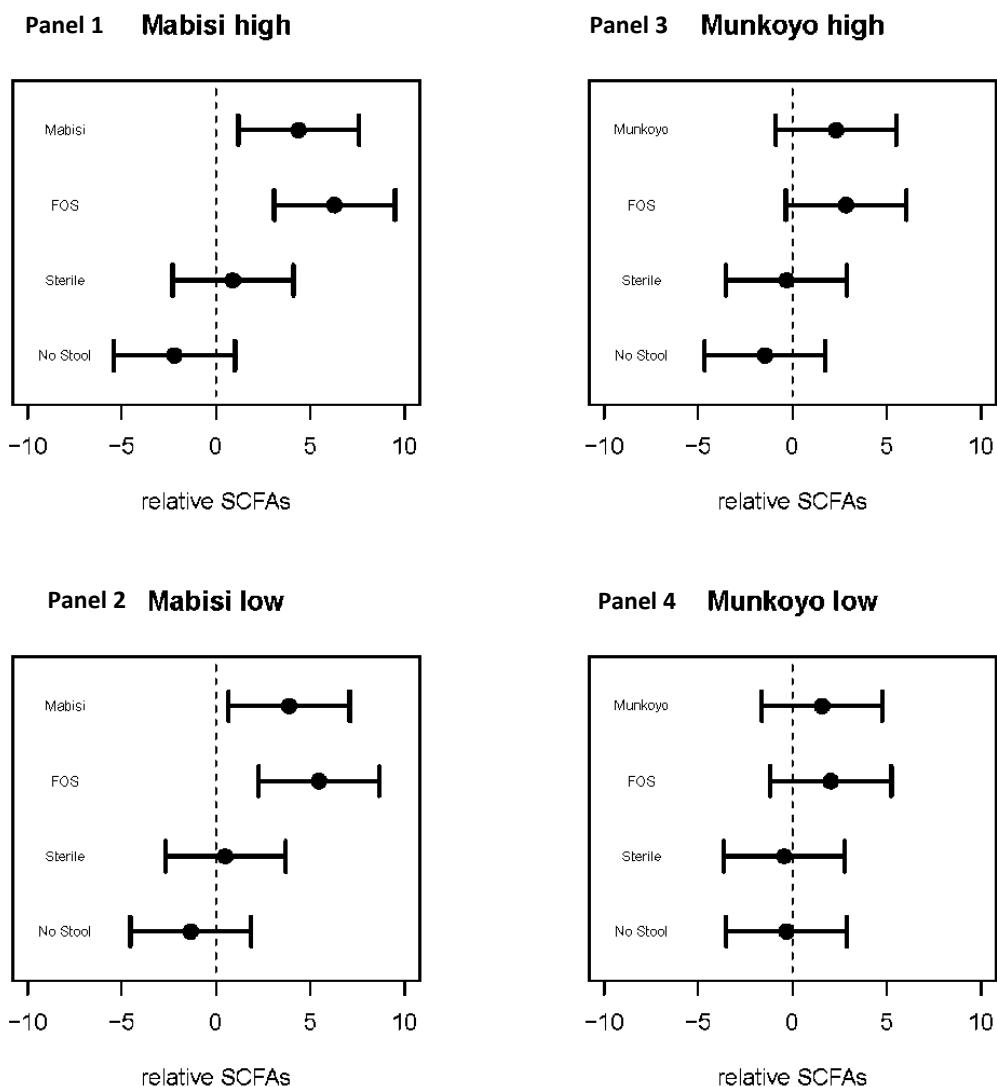 Panel 1 Mabisi high
Mabisi
FOS
Sterile
No Stool
−10 −5 0 5 10
relative SCFAs
Panel 3 Munkoyo high
Munkoyo
FOS
Sterile
No Stool
−10 −5 0 5 10
relative SCFAs
Panel 2 Mabisi low
Mabisi
FOS
Sterile
No Stool
−10 −5 0 5 10
relative SCFAs
Panel 4 Munkoyo low
Munkoyo
FOS
Sterile
No Stool
−10 −5 0 5 10
relative SCFAs